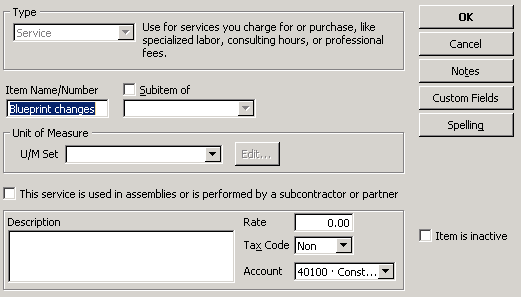 Type
Service
Use for services you charge for or purchase, like
specialized labor, consulting hours, or professional
fees.
OK
Cancel
Notes
Custom Fields
Spelling
Item Name/Number
Subitem of
Blueprint changes
Unit of Measure
U/M Set
Edit...
This service is used in assemblies or is performed by a subcontractor or partner
Description
Rate
0.00
Tax Code
Non
Account
40100 · Const...
Item is inactive